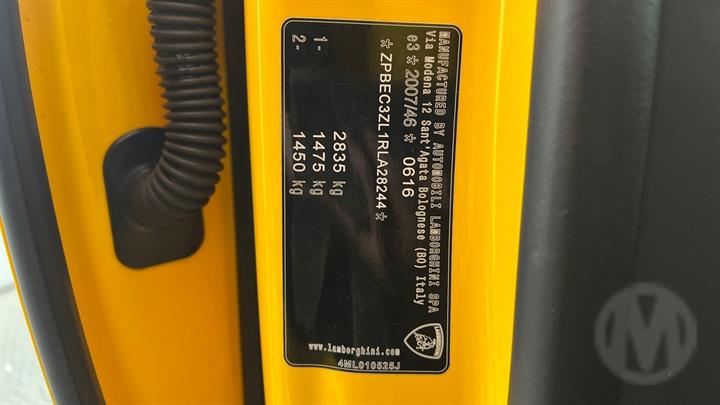 MANUFACTURED BY AUTOMOBILI LAMBORGHINI SPA
Via Modena 12 Sant'Agata Bolognese (BO) Italy
e3 * 2007/46 * 0616
* ZPBEC3ZL1RLA28244 *
2835 kg
1- 1475 kg
2- 1450 kg
www.lamborghini.com
LAMBORGHINI
4ML010525J
M